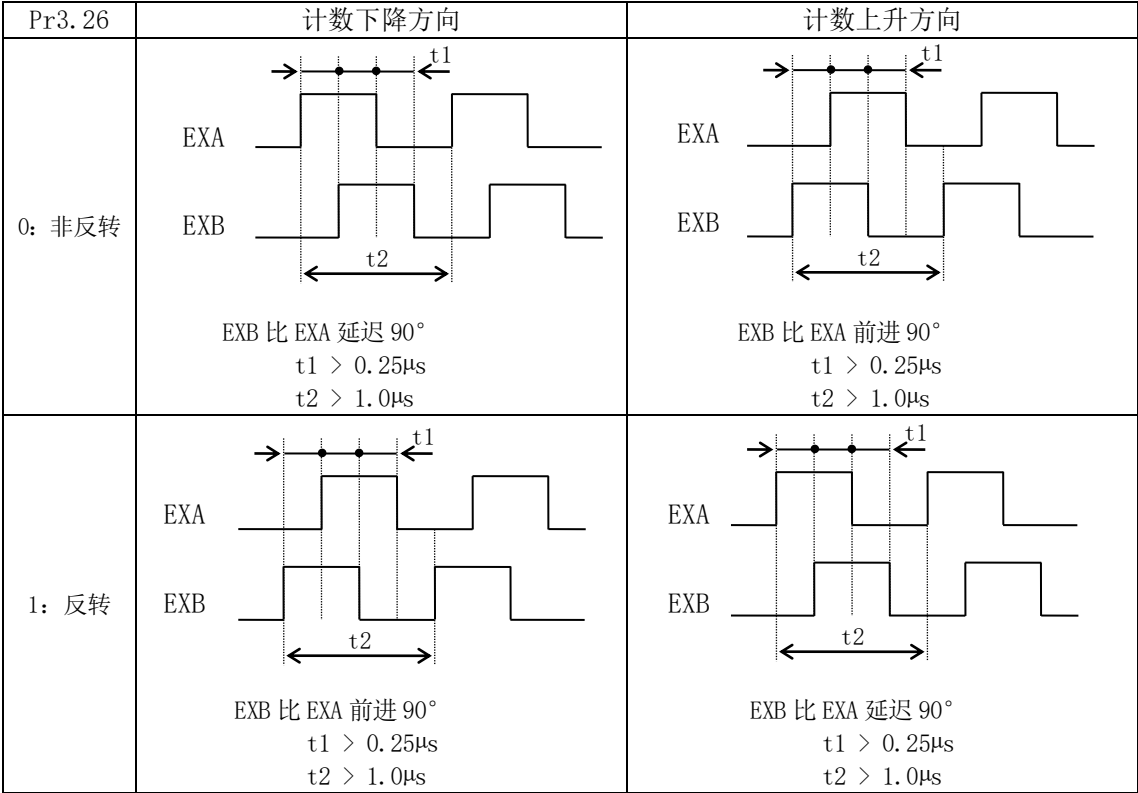 Pr3.26
计数下降方向
计数上升方向
0: 非反转
t1
EXA
EXB
t2
EXB 比 EXA 延迟 90°
t1 > 0.25μs
t2 > 1.0μs
t1
EXA
EXB
t2
EXB 比 EXA 前进 90°
t1 > 0.25μs
t2 > 1.0μs
1: 反转
t1
EXA
EXB
t2
EXB 比 EXA 前进 90°
t1 > 0.25μs
t2 > 1.0μs
t1
EXA
EXB
t2
EXB 比 EXA 延迟 90°
t1 > 0.25μs
t2 > 1.0μs